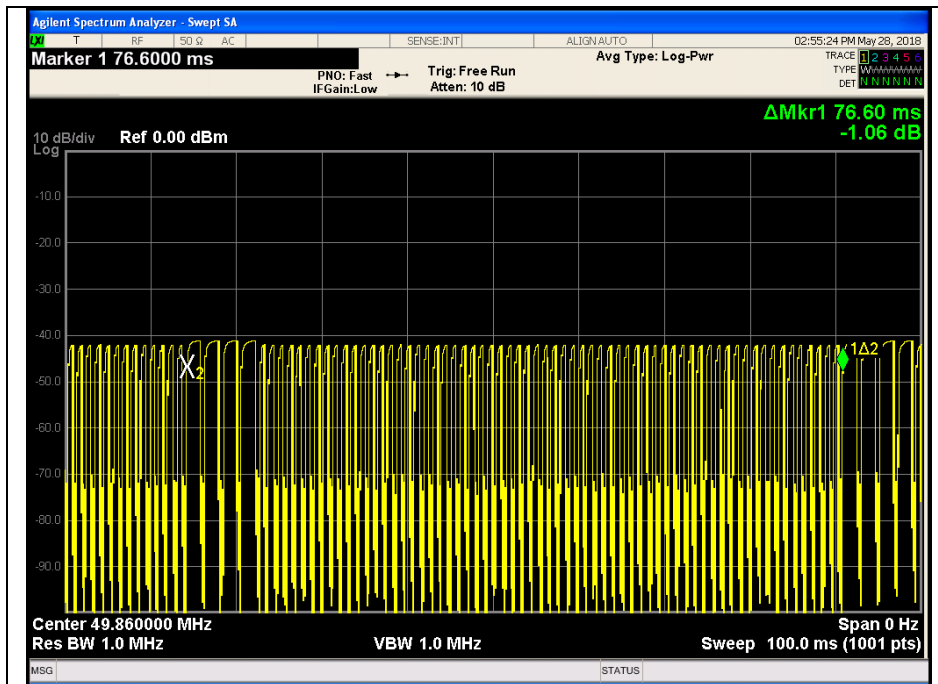 Agilent Spectrum Analyzer - Swept SA
LXI T RF 50 Ω AC SENSE:INT ALIGN AUTO 02:55:24 PM May 28, 2018
Marker 1 76.6000 ms Avg Type: Log-Pwr TRACE 1 2 3 4 5 6
PNO: Fast Trig: Free Run TYPE WWWWWWW
IFGain:Low Atten: 10 dB DET N N N N N N
ΔMkr1 76.60 ms
10 dB/div Ref 0.00 dBm -1.06 dB
Log
-10.0
-20.0
-30.0
-40.0
1Δ2
X2
-50.0
-60.0
-70.0
-80.0
-90.0
Center 49.860000 MHz Span 0 Hz
Res BW 1.0 MHz VBW 1.0 MHz Sweep 100.0 ms (1001 pts)
MSG STATUS